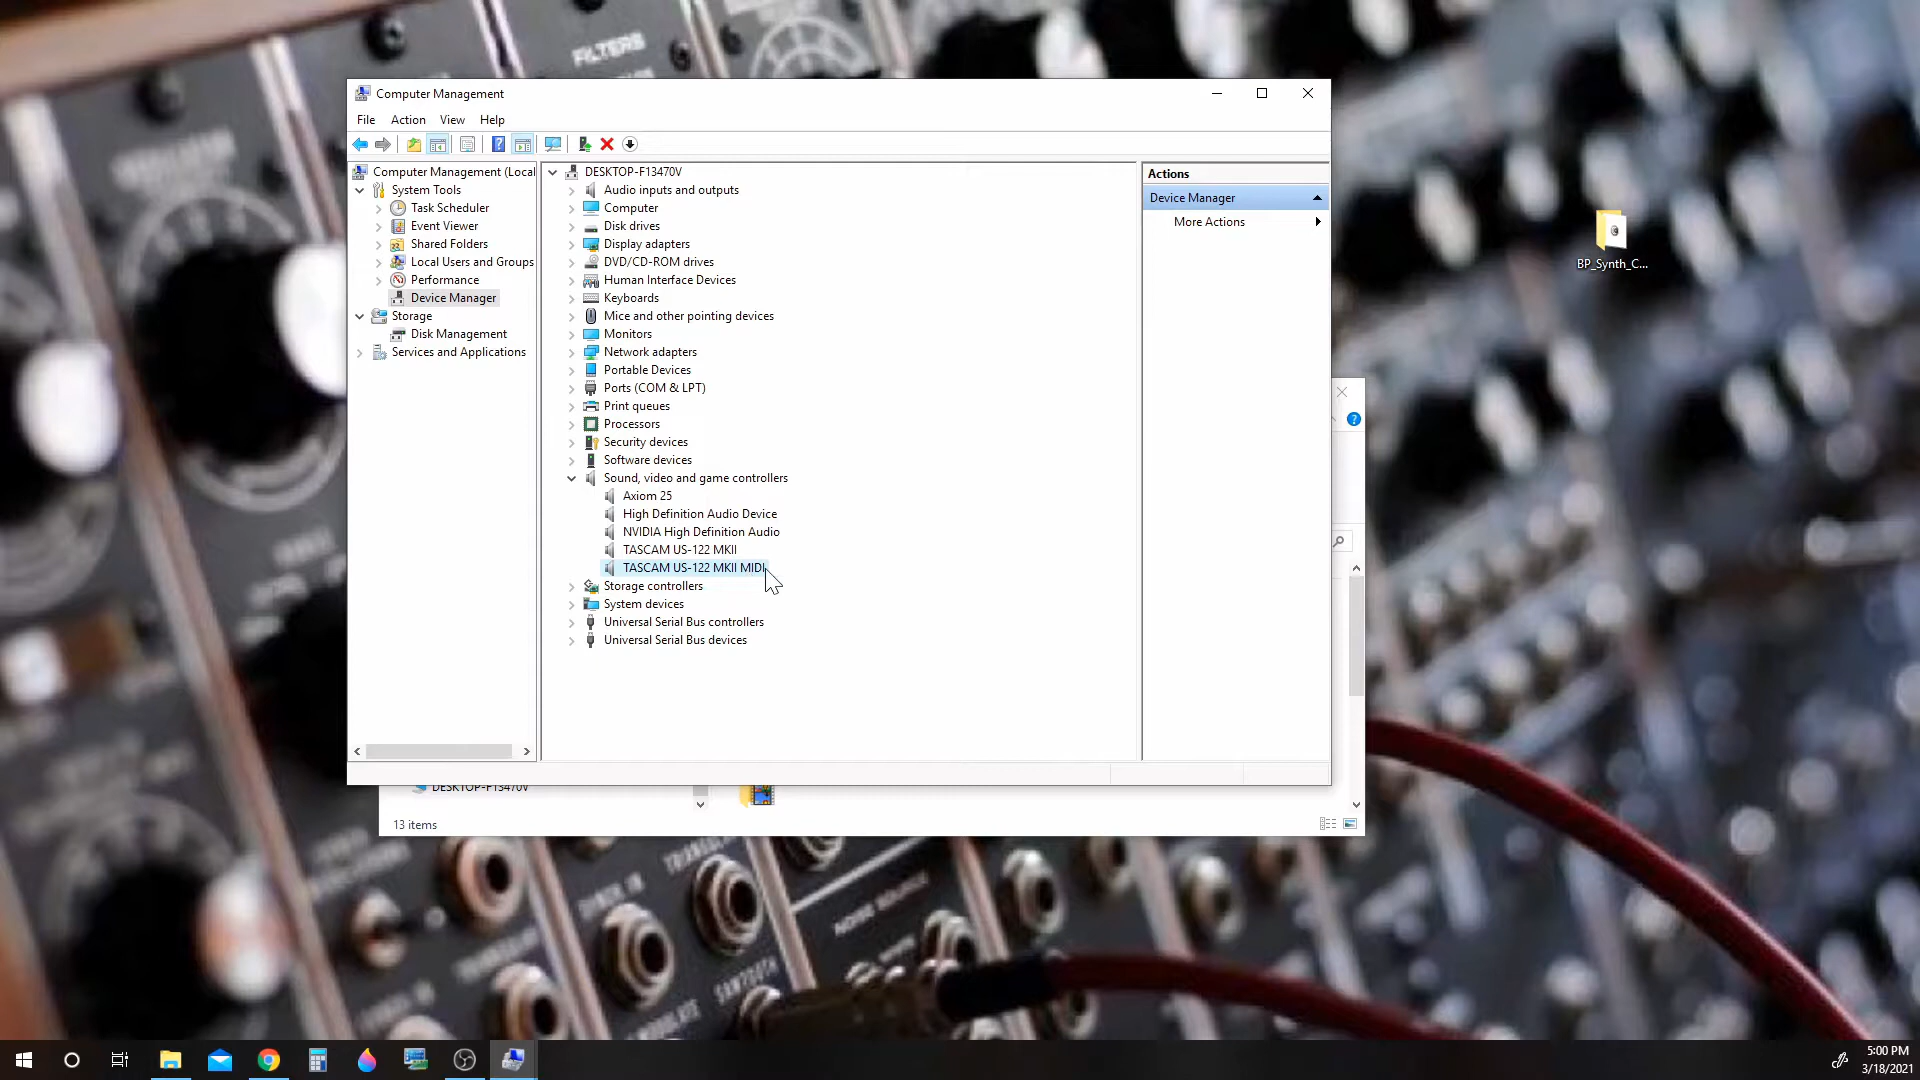 FILTERS
Computer Management
File Action View Help
Computer Management (Local
System Tools
Task Scheduler
Event Viewer
Shared Folders
Local Users and Groups
Performance
Device Manager
Storage
Disk Management
Services and Applications
DESKTOP-F13470V
Audio inputs and outputs
Computer
Disk drives
Display adapters
DVD/CD-ROM drives
Human Interface Devices
Keyboards
Mice and other pointing devices
Monitors
Network adapters
Portable Devices
Ports (COM & LPT)
Print queues
Processors
Security devices
Software devices
Sound, video and game controllers
Axiom 25
High Definition Audio Device
NVIDIA High Definition Audio
TASCAM US-122 MKII
TASCAM US-122 MKII MIDI
Storage controllers
System devices
Universal Serial Bus controllers
Universal Serial Bus devices
Actions
Device Manager
More Actions
BP_Synth_C...
DESKTOP-F13470V
13 items
SAWTOOTH
5:00 PM
3/18/2021